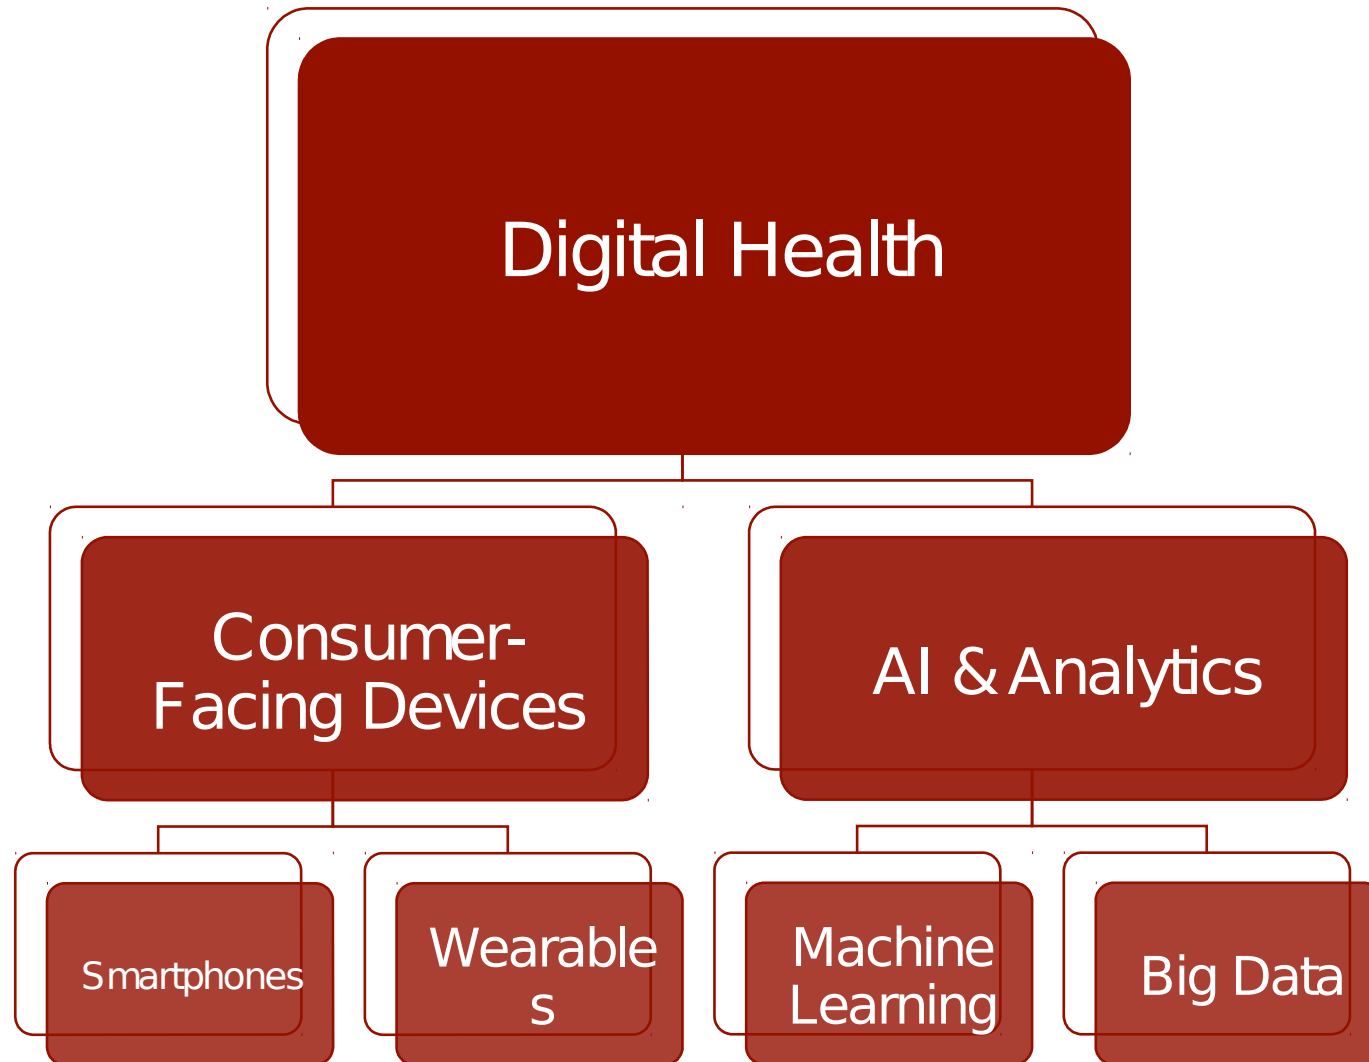 Digital Health
Consumer-
Facing Devices
AI & Analytics
Smartphones
Wearable
s
Machine
Learning
Big Data